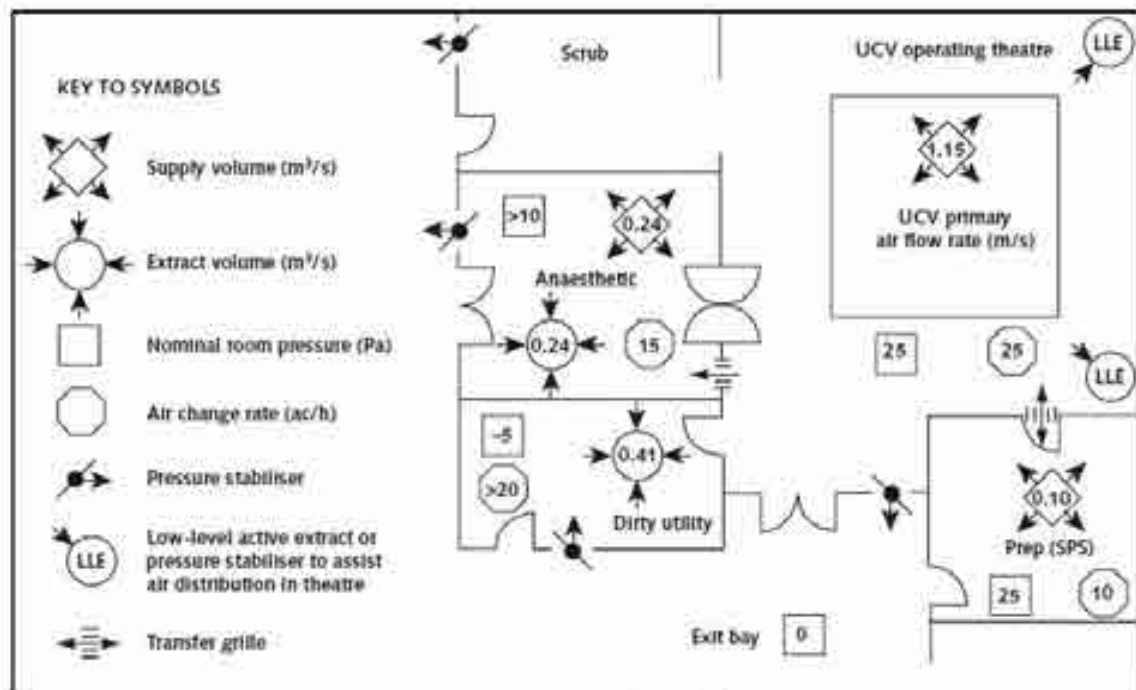 KEY TO SYMBOLS
Supply volume (m³/s)
Extract volume (m³/s)
Nominal room pressure (Pa)
Air change rate (ac/h)
Pressure stabiliser
LLE
Low-level active extract or
pressure stabiliser to assist
air distribution in theatre
Transfer grille
Scrub
UCV operating theatre
LLE
1.15
UCV primary
air flow rate (m/s)
>10
0.24
Anaesthetic
0.24
15
25
25
LLE
-5
0.41
>20
Dirty utility
0.10
Prep (SPS)
25
10
Exit bay
0